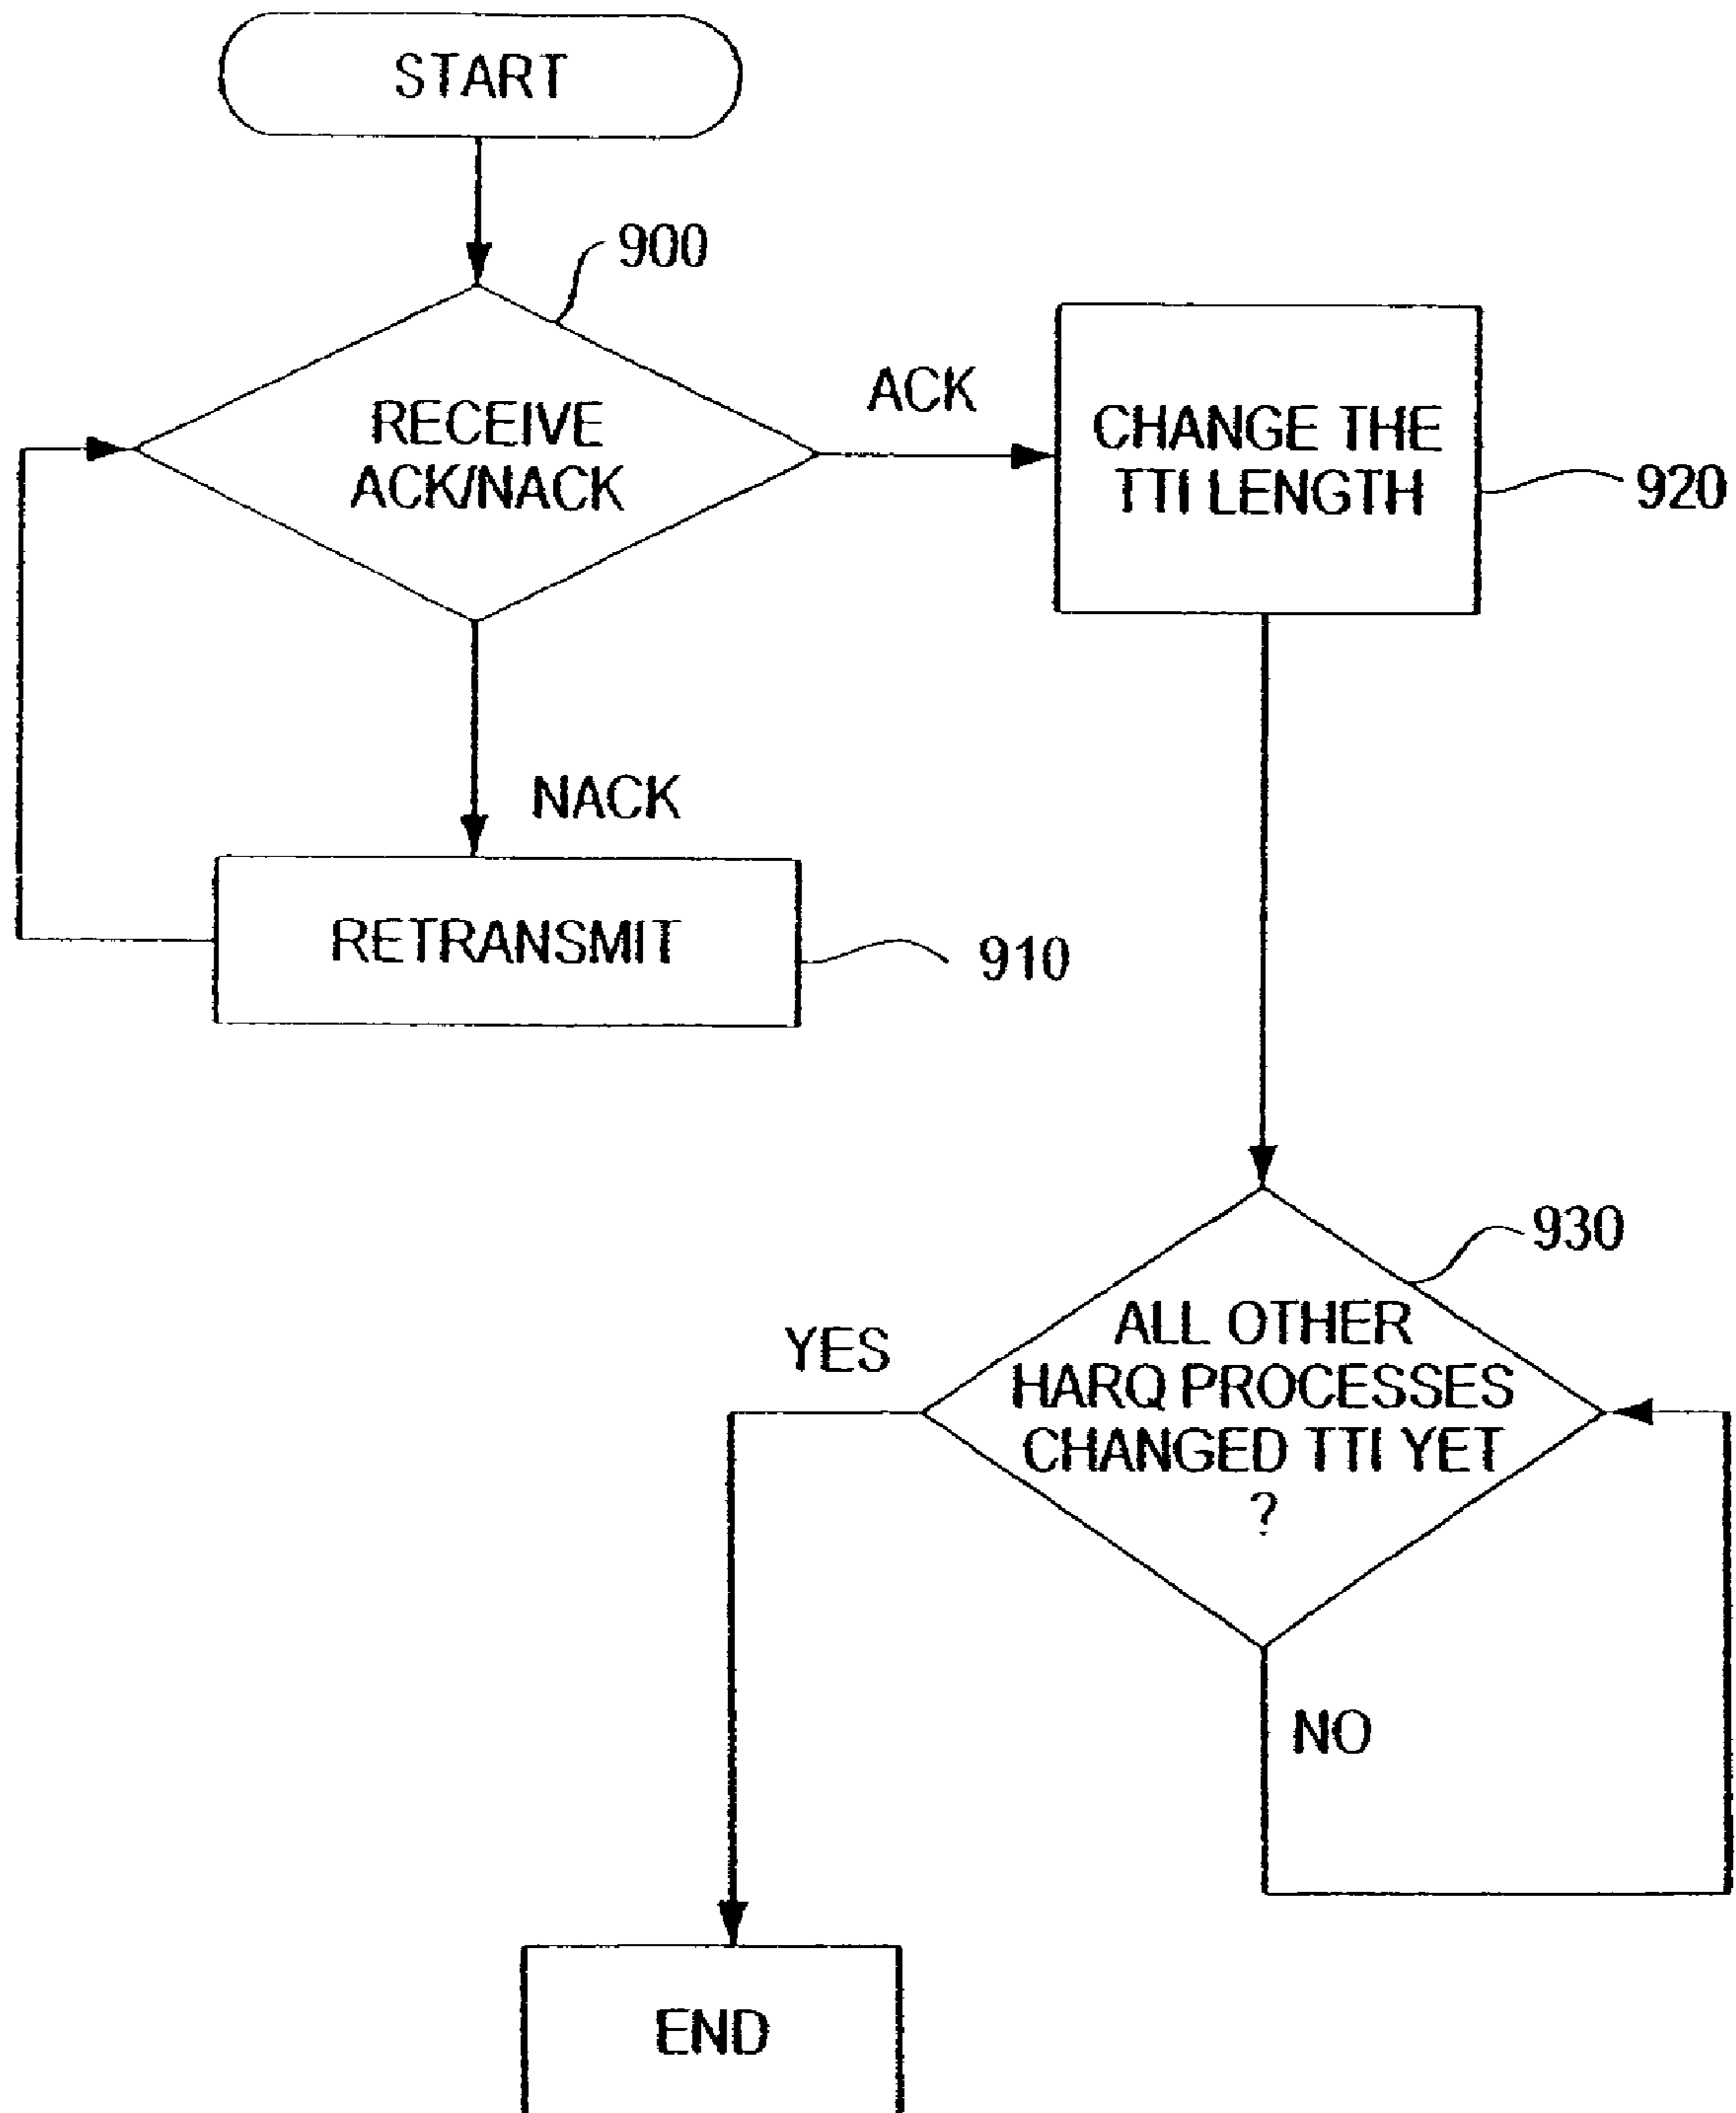 START
900
RECEIVE
ACK/NACK
ACK
CHANGE THE
TTI LENGTH
920
NACK
RETRANSMIT
910
930
ALL OTHER
HARQ PROCESSES
CHANGED TTI YET
?
YES
NO
END